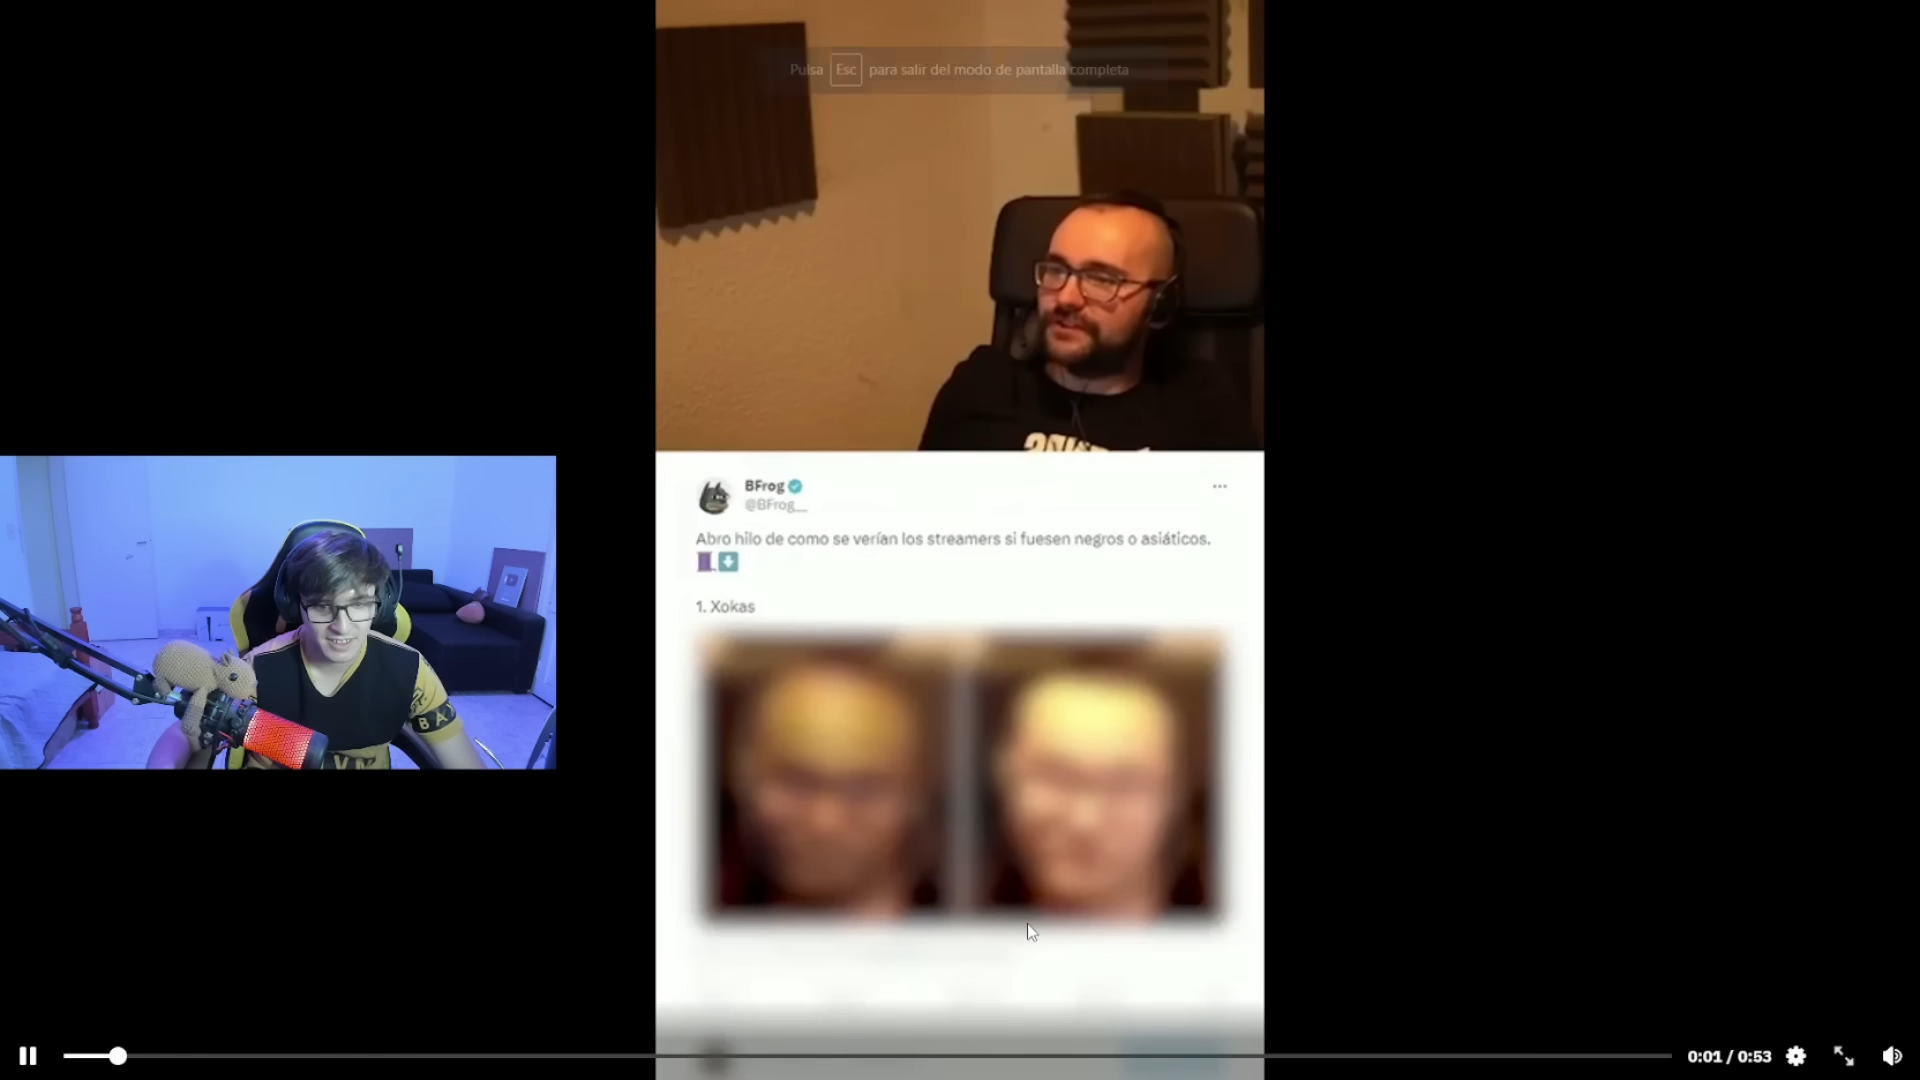 Pulsa Esc para salir del modo de pantalla completa
BFrog
@BFrog__
Abro hilo de como se verían los streamers si fuesen negros o asiáticos.
1. Xokas
BA
0:01 / 0:53